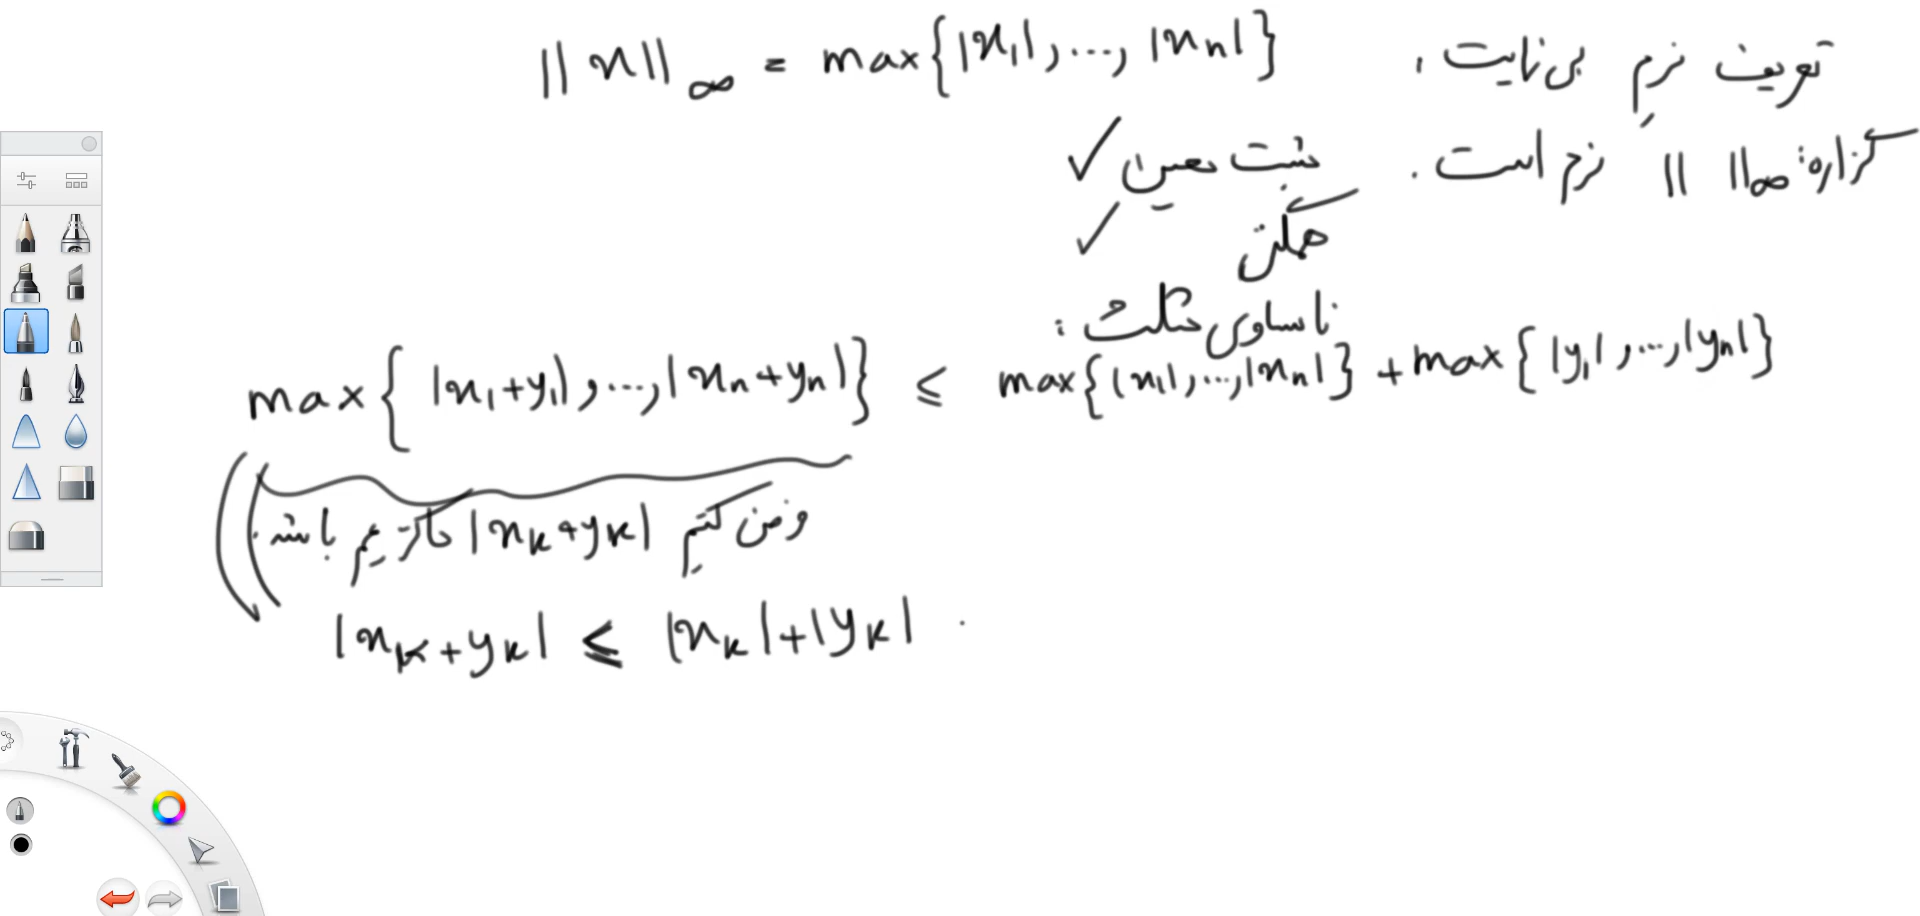 تعریف نرم بی‌نهایت : ||x||∞ = max{|x₁|,...,|xₙ|}
گزاره: || ||∞ نرم است. مثبت معین ✓
همگن ✓
نامساوی مثلث :
max{|x₁+y₁|,...,|xₙ+yₙ|} ≤ max{|x₁|,...,|xₙ|} + max{|y₁|,...,|yₙ|}
فرض کنیم |xₖ+yₖ| ماکزیمم باشد.
|xₖ+yₖ| ≤ |xₖ|+|yₖ|